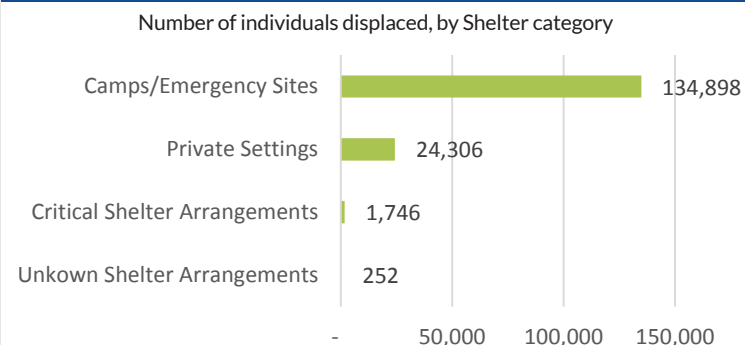 Number of individuals displaced, by Shelter category
Camps/Emergency Sites 134,898
Private Settings 24,306
Critical Shelter Arrangements 1,746
Unkown Shelter Arrangements 252
- 50,000 100,000 150,000